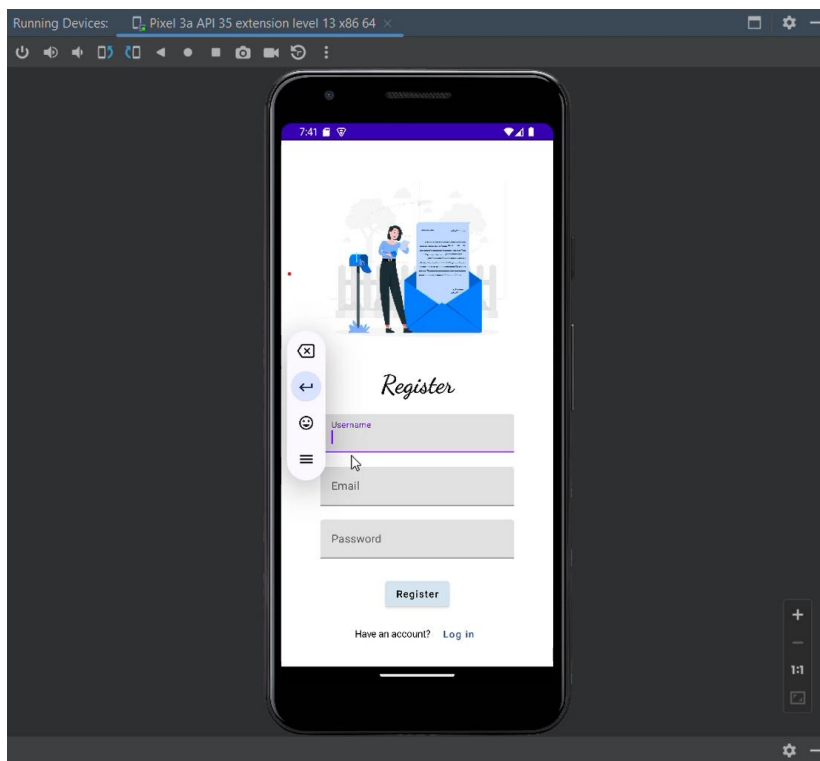 Running Devices: Pixel 3a API 35 extension level 13 x86 64
7:41
Register
Username
Email
Password
Register
Have an account? Log in
1:1